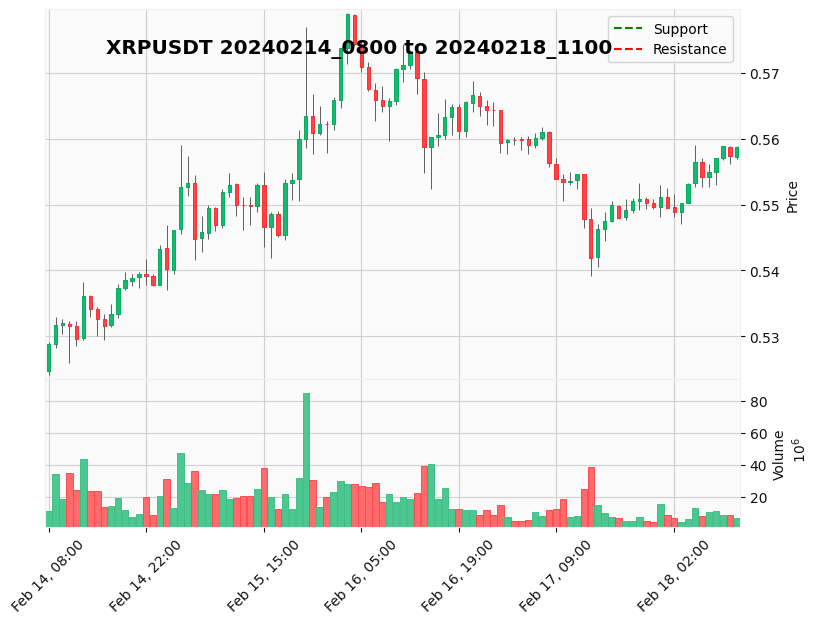 XRPUSDT 20240214_0800 to 20240218_1100
Support
Resistance
0.57
0.56
0.55
0.54
0.53
Price
80
60
40
20
Volume
10^6
Feb 14, 08:00
Feb 14, 22:00
Feb 15, 15:00
Feb 16, 05:00
Feb 16, 19:00
Feb 17, 09:00
Feb 18, 02:00